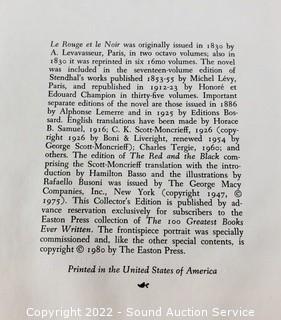 Le Rouge et le Noir was originally issued in 1830 by
A. Levavasseur, Paris, in two octavo volumes; also in
1830 it was reprinted in six 16mo volumes. The novel
was included in the seventeen-volume edition of
Stendhal's works published 1853-55 by Michel Lévy,
Paris, and republished in 1912-23 by Honoré et
Edouard Champion in thirty-five volumes. Important
separate editions of the novel are those issued in 1886
by Alphonse Lemerre and in 1925 by Editions Bos-
sard. English translations have been made by Horace
B. Samuel, 1916; C. K. Scott-Moncrieff, 1926 (copy-
right 1926 by Boni & Liveright, renewed 1954 by
George Scott-Moncrieff); Charles Tergie, 1960; and
others. The edition of The Red and the Black com-
prising the Scott-Moncrieff translation with the intro-
duction by Hamilton Basso and the illustrations by
Rafaello Busoni was issued by The George Macy
Companies, Inc., New York (copyright 1947, ©
1975). This Collector's Edition is published by ad-
vance reservation exclusively for subscribers to the
Easton Press collection of The 100 Greatest Books
Ever Written. The frontispiece portrait was specially
commissioned and, like the other special contents, is
copyright © 1980 by The Easton Press.
Printed in the United States of America
Copyright 2022 - Sound Auction Service